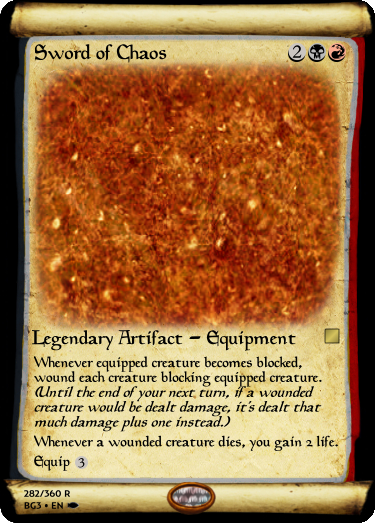 Sword of Chaos 2
Legendary Artifact – Equipment
Whenever equipped creature becomes blocked,
wound each creature blocking equipped creature.
(Until the end of your next turn, if a wounded
creature would be dealt damage, it's dealt that
much damage plus one instead.)
Whenever a wounded creature dies, you gain 2 life.
Equip 3
282/360 R
BG3 • EN